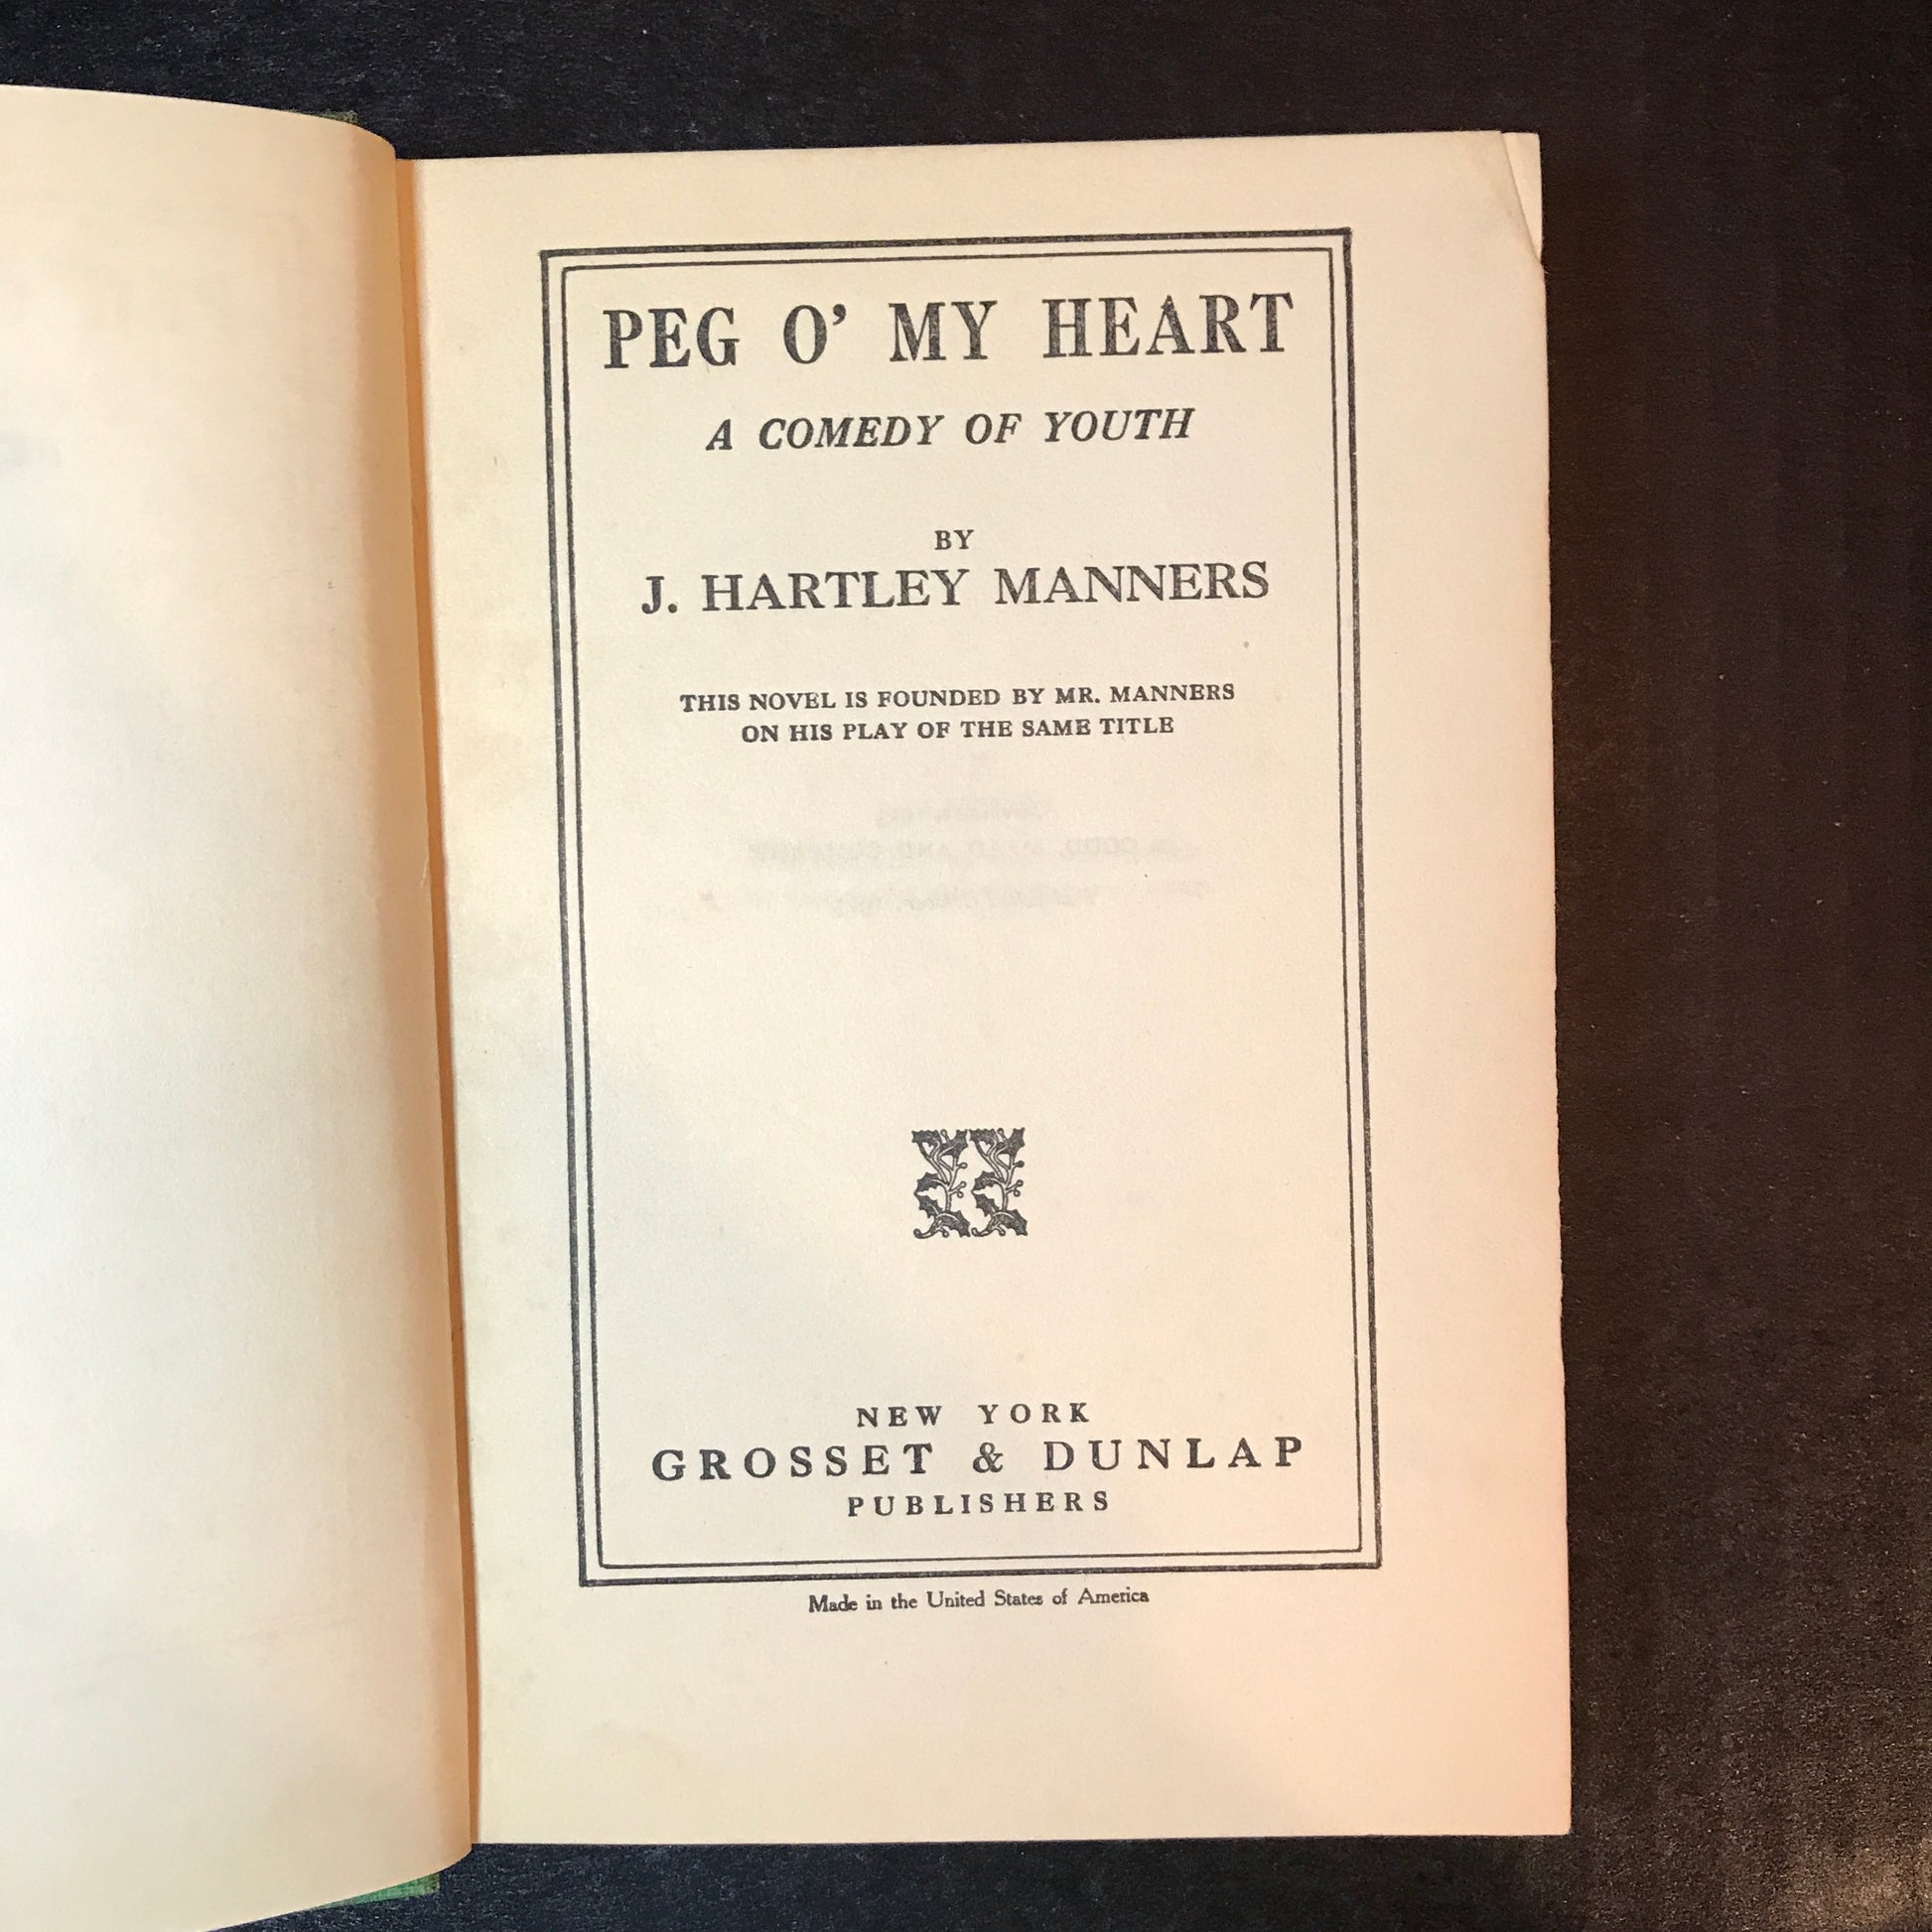 PEG O' MY HEART
A COMEDY OF YOUTH
BY
J. HARTLEY MANNERS
THIS NOVEL IS FOUNDED BY MR. MANNERS
ON HIS PLAY OF THE SAME TITLE
NEW YORK
GROSSET & DUNLAP
PUBLISHERS
Made in the United States of America